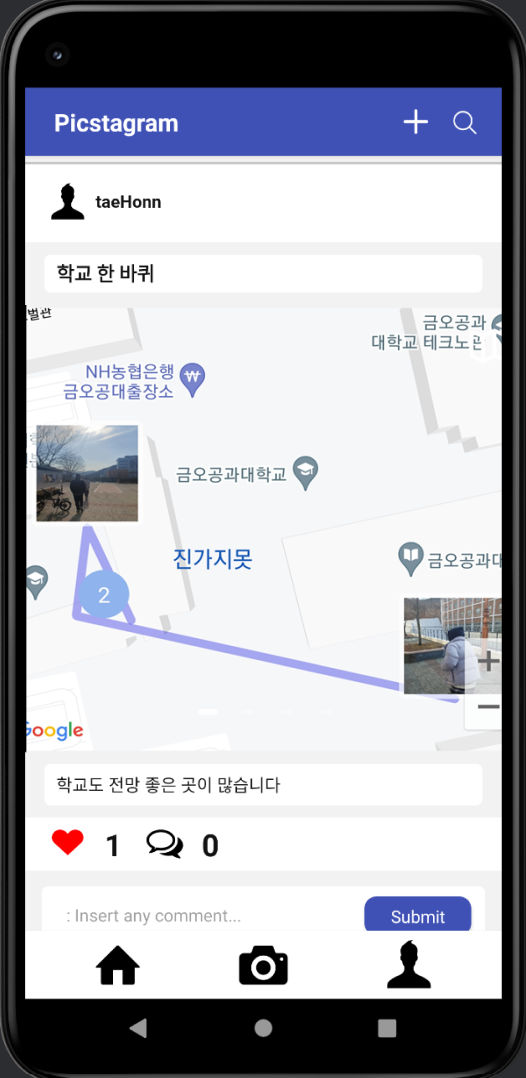 Picstagram
taeHonn
학교 한 바퀴
벌관
금오공과
대학교 테크노관
NH농협은행
금오공대출장소
금오공과대학교
진가지못
금오공과대
2
Google
학교도 전망 좋은 곳이 많습니다
1 0
: Insert any comment...
Submit